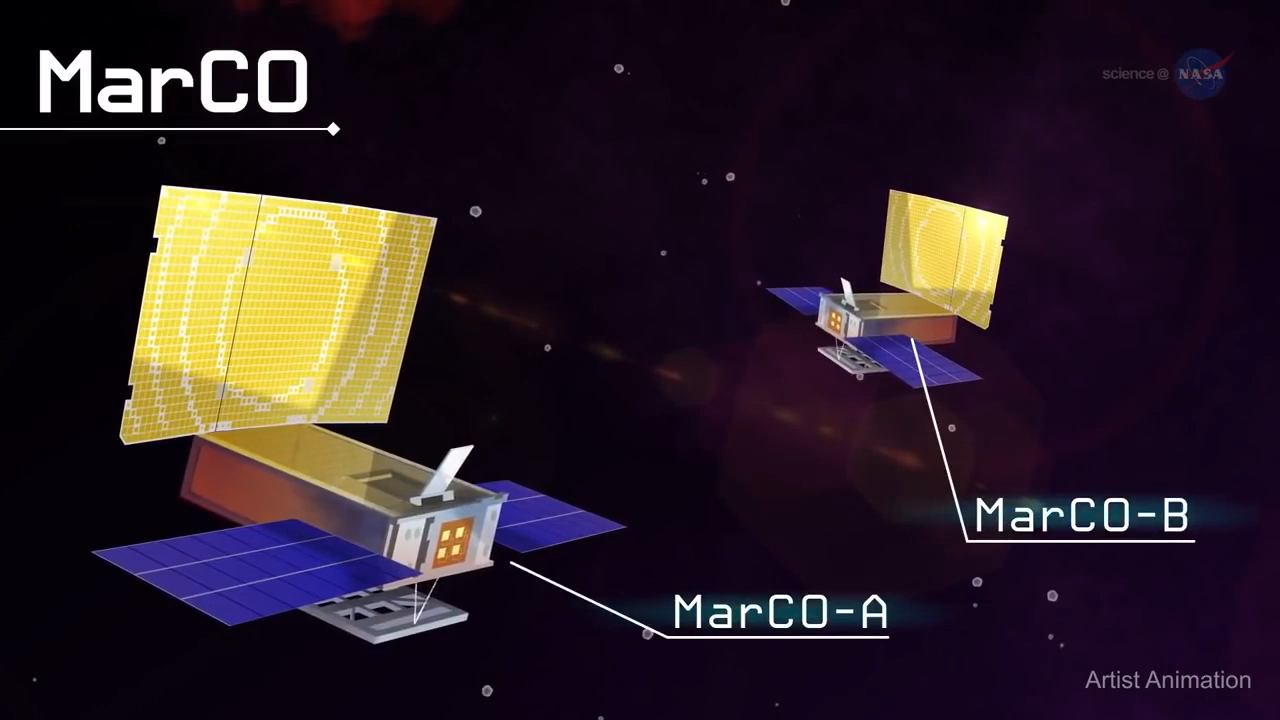 MarCO
science@ NASA
MarCO-B
MarCO-A
Artist Animation